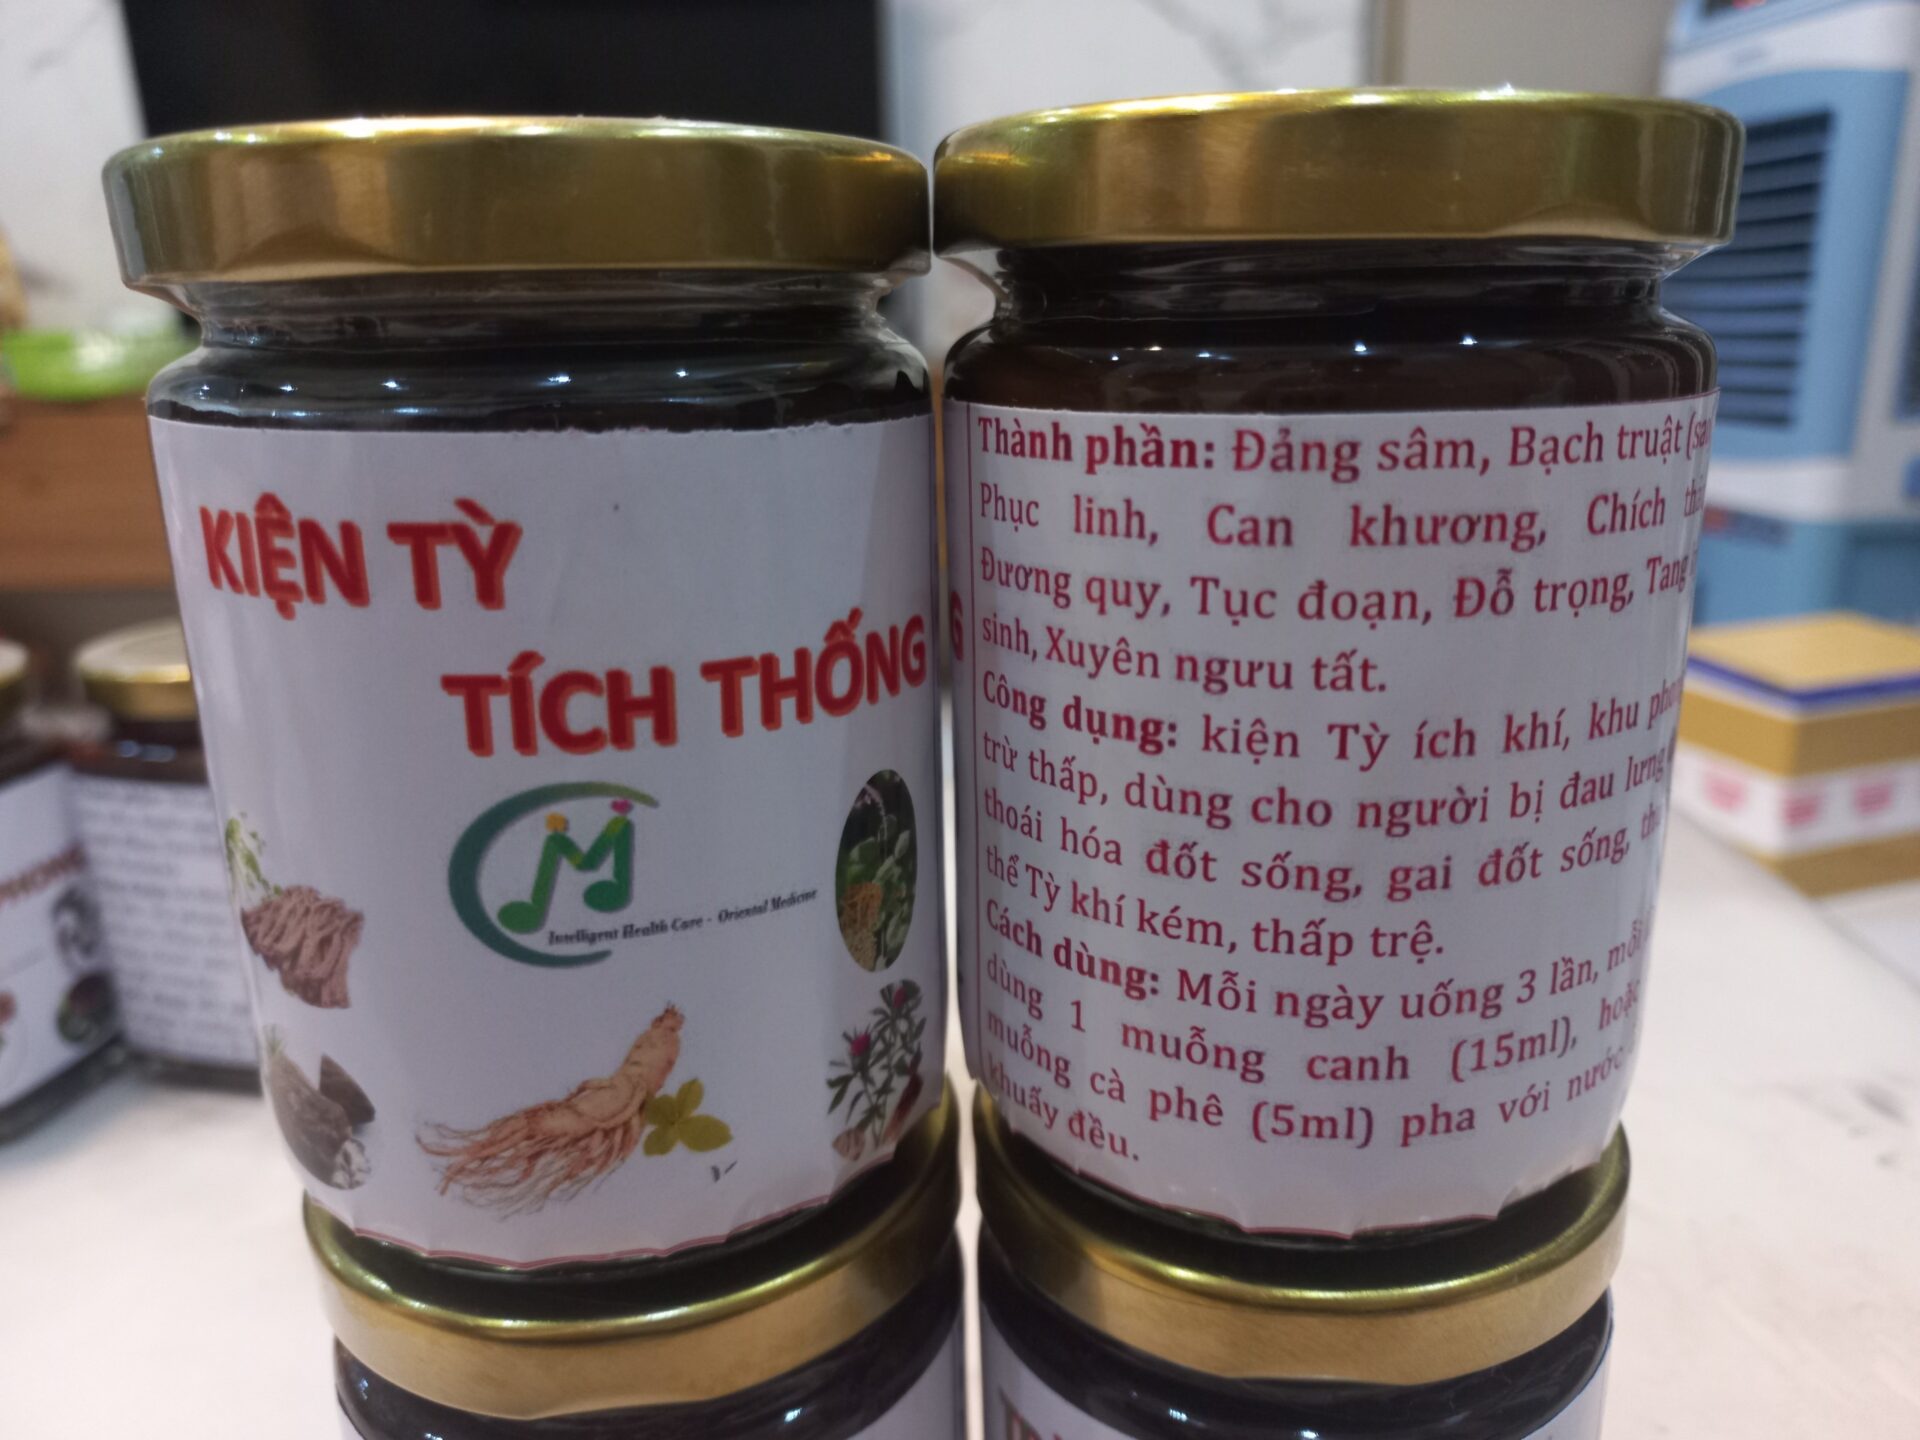 KIỆN TỲ
TÍCH THỐNG
M
Intelligent Health Care - Oriental Medicine
Thành phần: Đảng sâm, Bạch truật
Phục linh, Can khương, Chích
Đương quy, Tục đoạn, Đỗ trọng, Tang
sinh, Xuyên ngưu tất.
Công dụng: kiện Tỳ ích khí, khu
trừ thấp, dùng cho người bị đau lưng
thoái hóa đốt sống, gai đốt sống,
thể Tỳ khí kém, thấp trệ.
Cách dùng: Mỗi ngày uống 3 lần,
dùng 1 muỗng canh (15ml), hoặc
muỗng cà phê (5ml) pha với nước
khuấy đều.